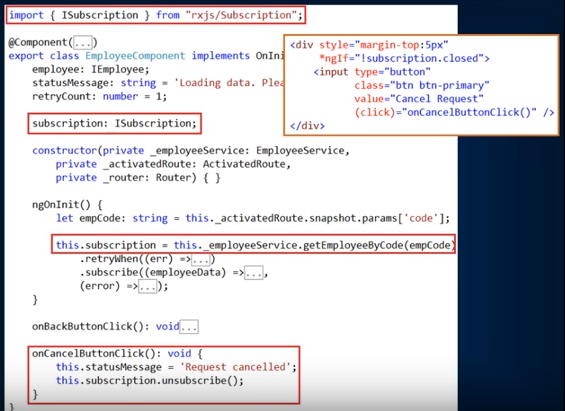 import { ISubscription } from "rxjs/Subscription";
@Component({...})
export class EmployeeComponent implements OnIni
employee: IEmployee;
statusMessage: string = 'Loading data. Plea
retryCount: number = 1;
subscription: ISubscription;
constructor(private _employeeService: EmployeeService,
private _activatedRoute: ActivatedRoute,
private _router: Router) { }
ngOnInit() {
let empCode: string = this._activatedRoute.snapshot.params['code'];
this.subscription = this._employeeService.getEmployeeByCode(empCode)
.retryWhen((err) =>...)
.subscribe((employeeData) =>...,
(error) =>...);
}
onBackButtonClick(): void...
onCancelButtonClick(): void {
this.statusMessage = 'Request cancelled';
this.subscription.unsubscribe();
}
}
<div style="margin-top:5px"
*ngIf="!subscription.closed">
<input type="button"
class="btn btn-primary"
value="Cancel Request"
(click)="onCancelButtonClick()" />
</div>